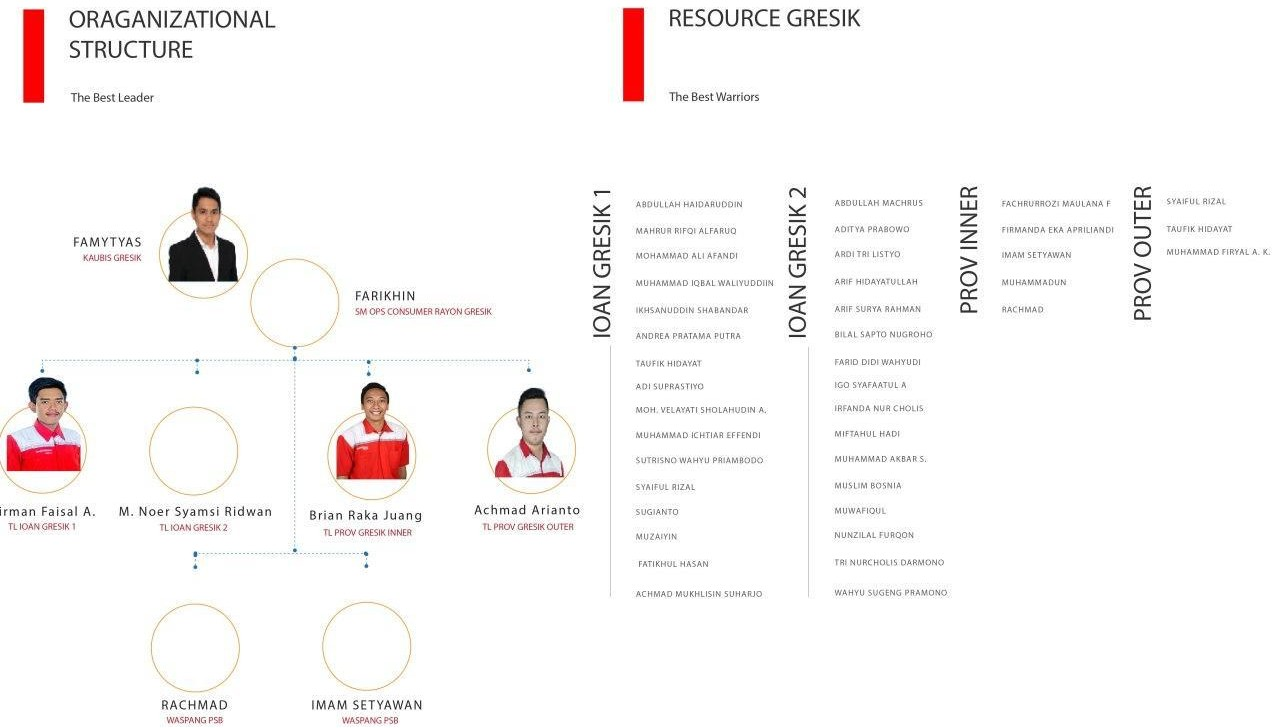 ORAGANIZATIONAL
STRUCTURE
The Best Leader
FAMYTYAS
KAUBIS GRESIK
FARIKHIN
SM OPS CONSUMER RAYON GRESIK
irman Faisal A.
TL IOAN GRESIK 1
M. Noer Syamsi Ridwan
TL IOAN GRESIK 2
Brian Raka Juang
TL PROV GRESIK INNER
Achmad Arianto
TL PROV GRESIK OUTER
RACHMAD
WASPANG PSB
IMAM SETYAWAN
WASPANG PSB
RESOURCE GRESIK
The Best Warriors
IOAN GRESIK 1
ABDULLAH HAIDARUDDIN
MAHRUR RIFQI ALFARUQ
MOHAMMAD ALI AFANDI
MUHAMMAD IQBAL WALIYUDDIIN
IKHSANUDDIN SHABANDAR
ANDREA PRATAMA PUTRA
TAUFIK HIDAYAT
ADI SUPRASTIYO
MOH. VELAYATI SHOLAHUDIN A.
MUHAMMAD ICHTIAR EFFENDI
SUTRISNO WAHYU PRIAMBODO
SYAIFUL RIZAL
SUGIANTO
MUZAIYIN
FATIKHUL HASAN
ACHMAD MUKHLISIN SUHARJO
IOAN GRESIK 2
ABDULLAH MACHRUS
ADITYA PRABOWO
ARDI TRI LISTYO
ARIF HIDAYATULLAH
ARIF SURYA RAHMAN
BILAL SAPTO NUGROHO
FARID DIDI WAHYUDI
IGO SYAFAATUL A
IRFANDA NUR CHOLIS
MIFTAHUL HADI
MUHAMMAD AKBAR S.
MUSLIM BOSNIA
MUWAFIQUL
NUNZILAL FURQON
TRI NURCHOLIS DARMONO
WAHYU SUGENG PRAMONO
PROV INNER
FACHRURROZI MAULANA F
FIRMANDA EKA APRILIANDI
IMAM SETYAWAN
MUHAMMADUN
RACHMAD
PROV OUTER
SYAIFUL RIZAL
TAUFIK HIDAYAT
MUHAMMAD FIRYAL A. K.